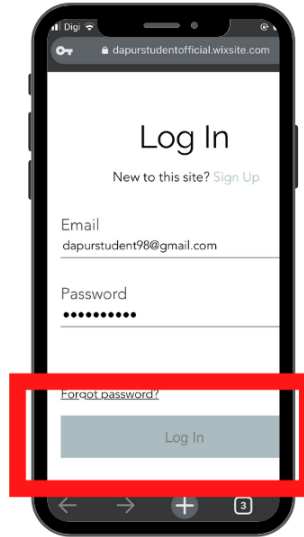 Digi
dapurstudentofficial.wixsite.com
Log In
New to this site? Sign Up
Email
dapurstudent98@gmail.com
Password
••••••••••
Forgot password?
Log In
3